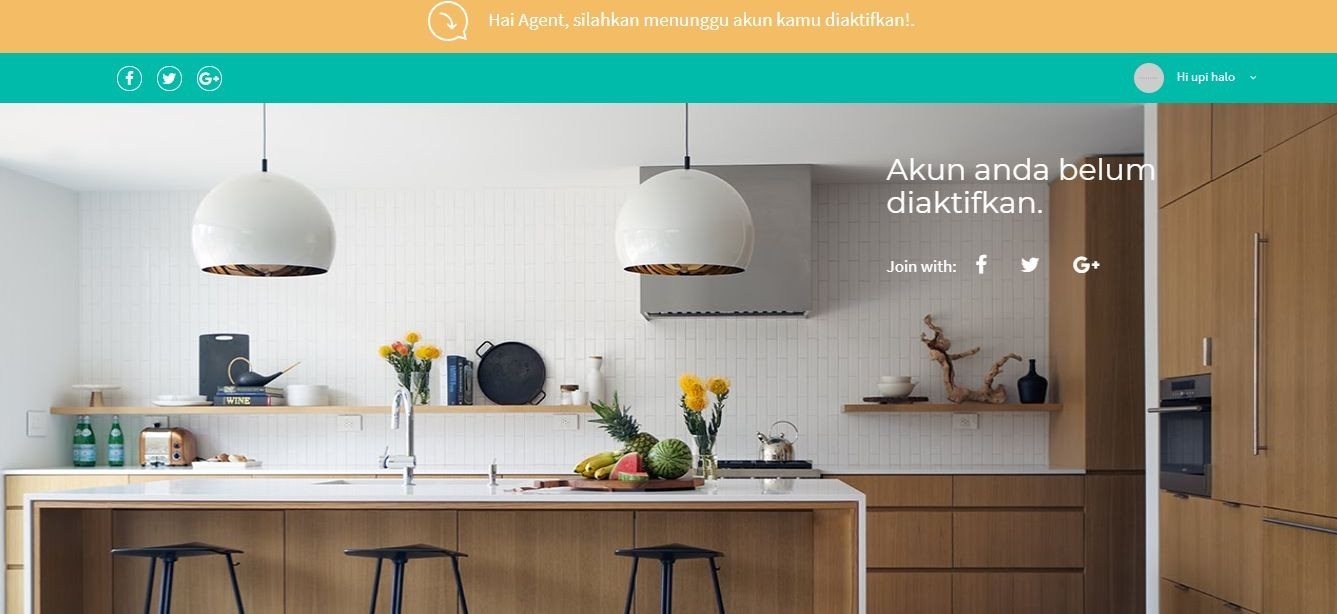 Hai Agent, silahkan menunggu akun kamu diaktifkan!.
Hi upi halo
Akun anda belum
diaktifkan.
Join with:
WINE